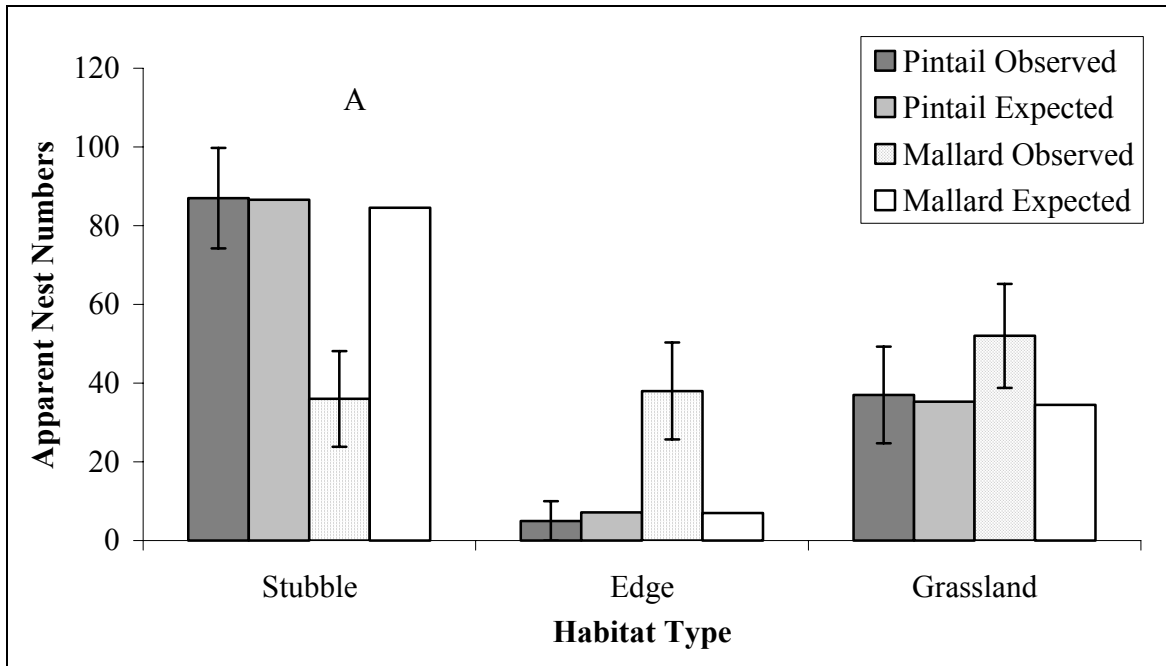 Pintail Observed
Pintail Expected
Mallard Observed
Mallard Expected
A
Apparent Nest Numbers
120
100
80
60
40
20
0
Stubble Edge Grassland
Habitat Type